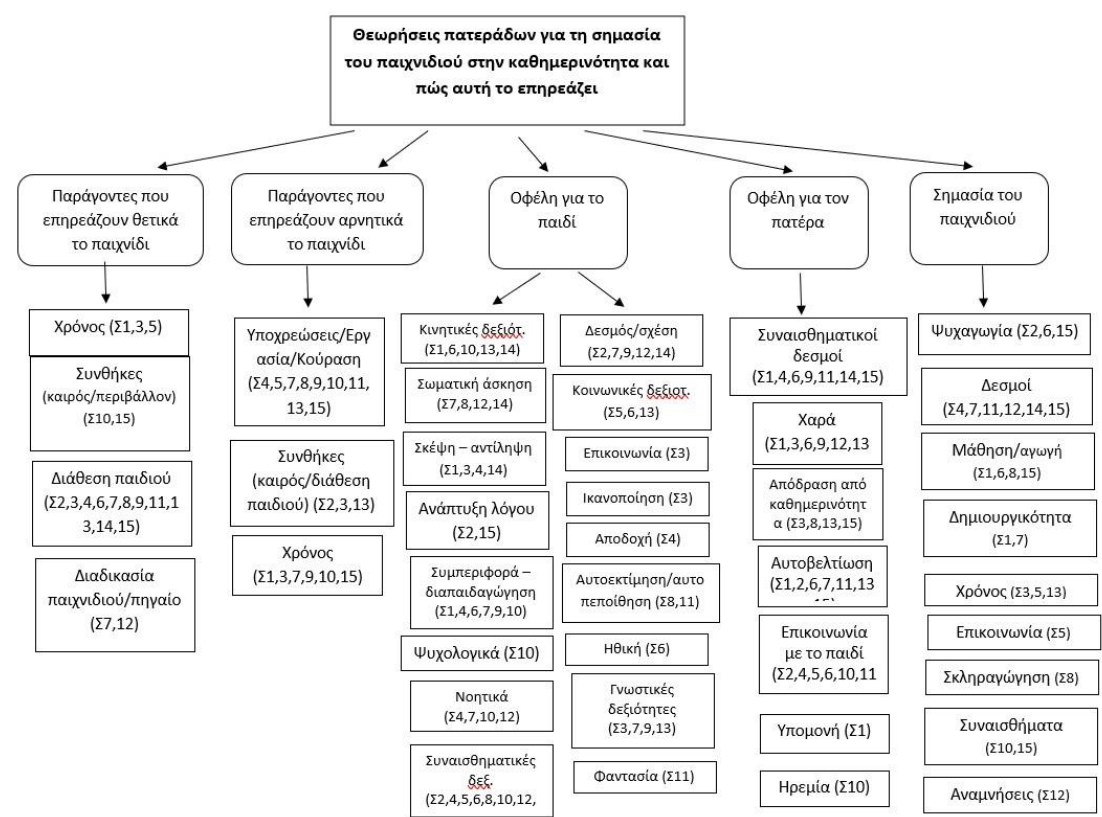 Θεωρήσεις πατεράδων για τη σημασία
του παιχνιδιού στην καθημερινότητα και
πώς αυτή το επηρεάζει
Παράγοντες που
επηρεάζουν θετικά
το παιχνίδι
Παράγοντες που
επηρεάζουν αρνητικά
το παιχνίδι
Οφέλη για το
παιδί
Οφέλη για τον
πατέρα
Σημασία του
παιχνιδιού
Χρόνος (Σ1,3,5)
Συνθήκες
(καιρός/περιβάλλον)
(Σ10,15)
Διάθεση παιδιού
(Σ2,3,4,6,7,8,9,11,1
3,14,15)
Διαδικασία
παιχνιδιού/πηγαίο
(Σ7,12)
Υποχρεώσεις/Εργ
ασία/Κούραση
(Σ4,5,7,8,9,10,11,
13,15)
Συνθήκες
(καιρός/διάθεση
παιδιού) (Σ2,3,13)
Χρόνος
(Σ1,3,7,9,10,15)
Κινητικές δεξιότ.
(Σ1,6,10,13,14)
Σωματική άσκηση
(Σ7,8,12,14)
Σκέψη – αντίληψη
(Σ1,3,4,14)
Ανάπτυξη λόγου
(Σ2,15)
Συμπεριφορά –
διαπαιδαγώγηση
(Σ1,4,6,7,9,10)
Ψυχολογικά (Σ10)
Νοητικά
(Σ4,7,10,12)
Συναισθηματικές
δεξ.
(Σ2,4,5,6,8,10,12,
Δεσμός/σχέση
(Σ2,7,9,12,14)
Κοινωνικές δεξιοτ.
(Σ5,6,13)
Επικοινωνία (Σ3)
Ικανοποίηση (Σ3)
Αποδοχή (Σ4)
Αυτοεκτίμηση/αυτο
πεποίθηση (Σ8,11)
Ηθική (Σ6)
Γνωστικές
δεξιότητες
(Σ3,7,9,13)
Φαντασία (Σ11)
Συναισθηματικοί
δεσμοί
(Σ1,4,6,9,11,14,15)
Χαρά
(Σ1,3,6,9,12,13
Απόδραση από
καθημερινότητ
α (Σ3,8,13,15)
Αυτοβελτίωση
(Σ1,2,6,7,11,13
Επικοινωνία
με το παιδί
(Σ2,4,5,6,10,11
Υπομονή (Σ1)
Ηρεμία (Σ10)
Ψυχαγωγία (Σ2,6,15)
Δεσμοί
(Σ4,7,11,12,14,15)
Μάθηση/αγωγή
(Σ1,6,8,15)
Δημιουργικότητα
(Σ1,7)
Χρόνος (Σ3,5,13)
Επικοινωνία (Σ5)
Σκληραγώγηση (Σ8)
Συναισθήματα
(Σ10,15)
Αναμνήσεις (Σ12)